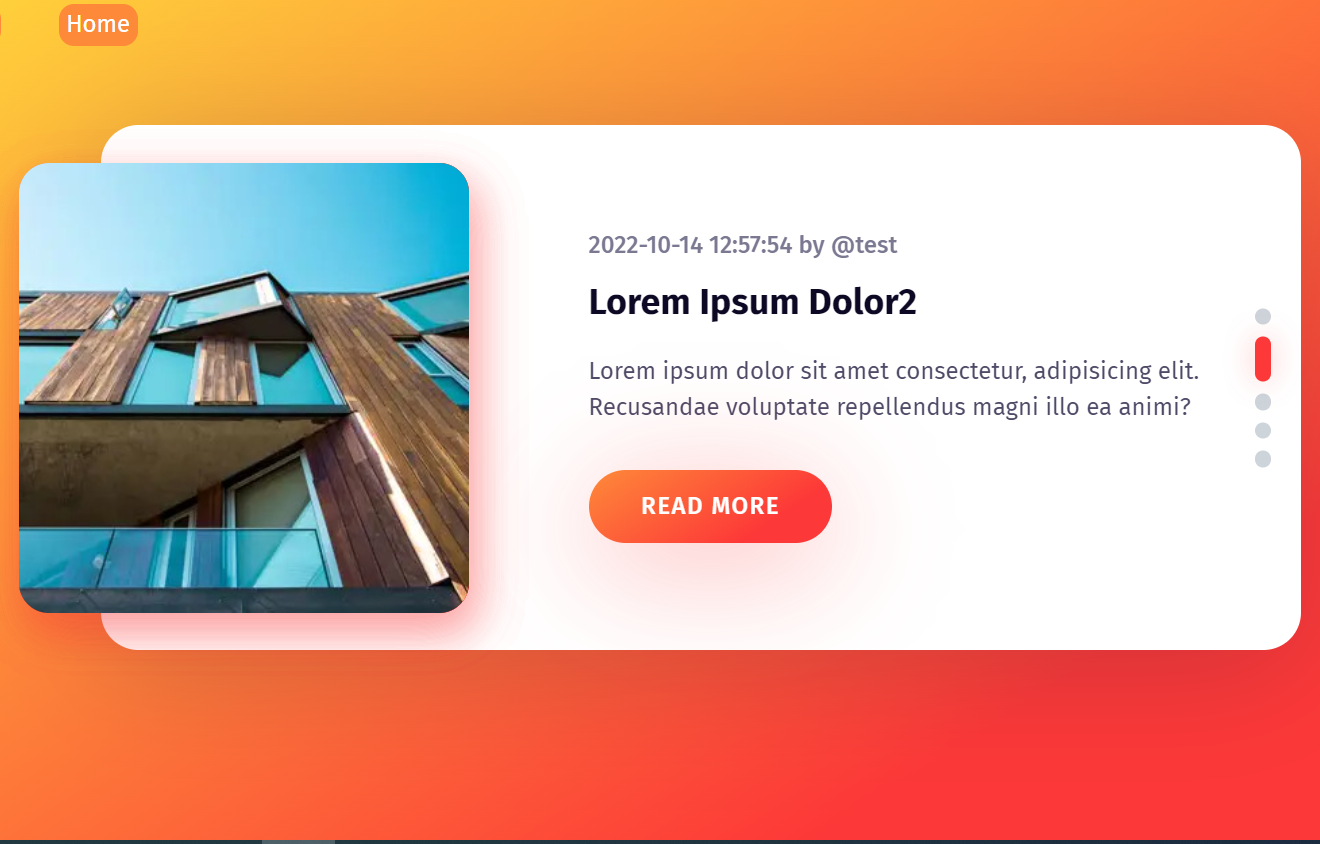 Home
2022-10-14 12:57:54 by @test
Lorem Ipsum Dolor2
Lorem ipsum dolor sit amet consectetur, adipisicing elit.
Recusandae voluptate repellendus magni illo ea animi?
READ MORE